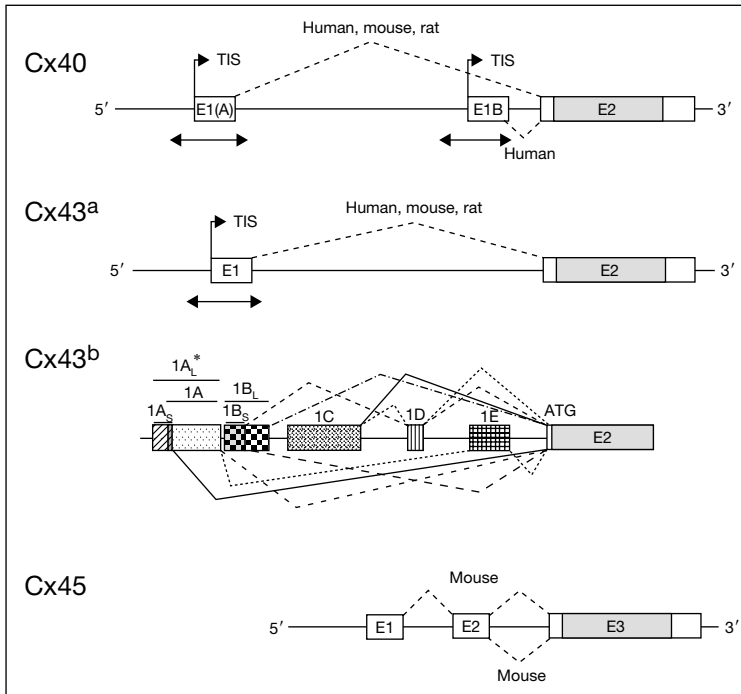 Cx40
Human, mouse, rat
TIS
TIS
5′
E1(A)
E1B
E2
3′
Human
Cx43a
Human, mouse, rat
TIS
5′
E1
E2
3′
Cx43b
1AL*
1A
1BL
1AS
1BS
1C
1D
1E
ATG
E2
Cx45
Mouse
5′
E1
E2
E3
3′
Mouse